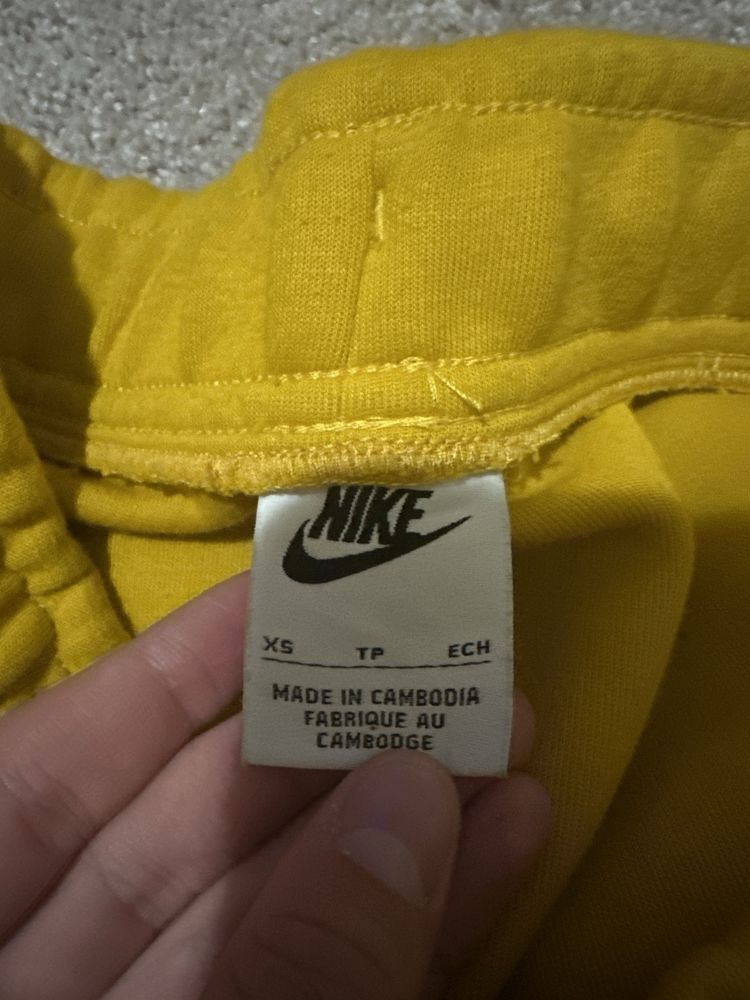 NIKE
XS TP ECH
MADE IN CAMBODIA
FABRIQUE AU
CAMBODGE